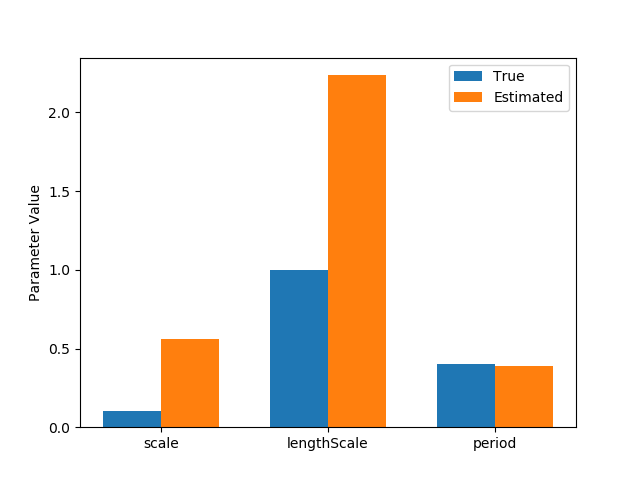 True
Estimated
Parameter Value
2.0
1.5
1.0
0.5
0.0
scale lengthScale period